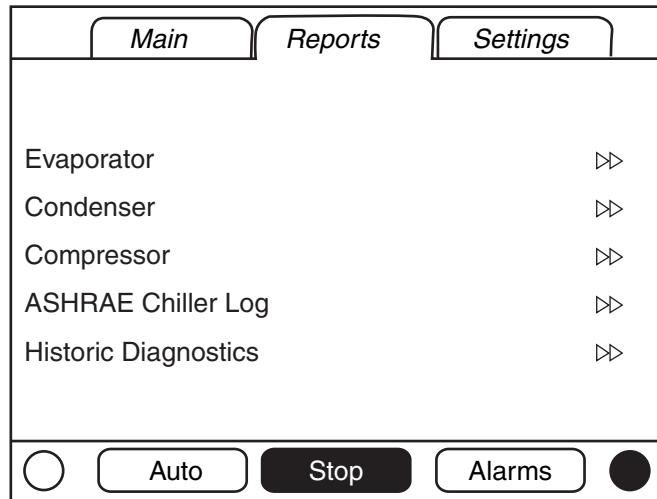 Main Reports Settings
Evaporator
Condenser
Compressor
ASHRAE Chiller Log
Historic Diagnostics
Auto Stop Alarms